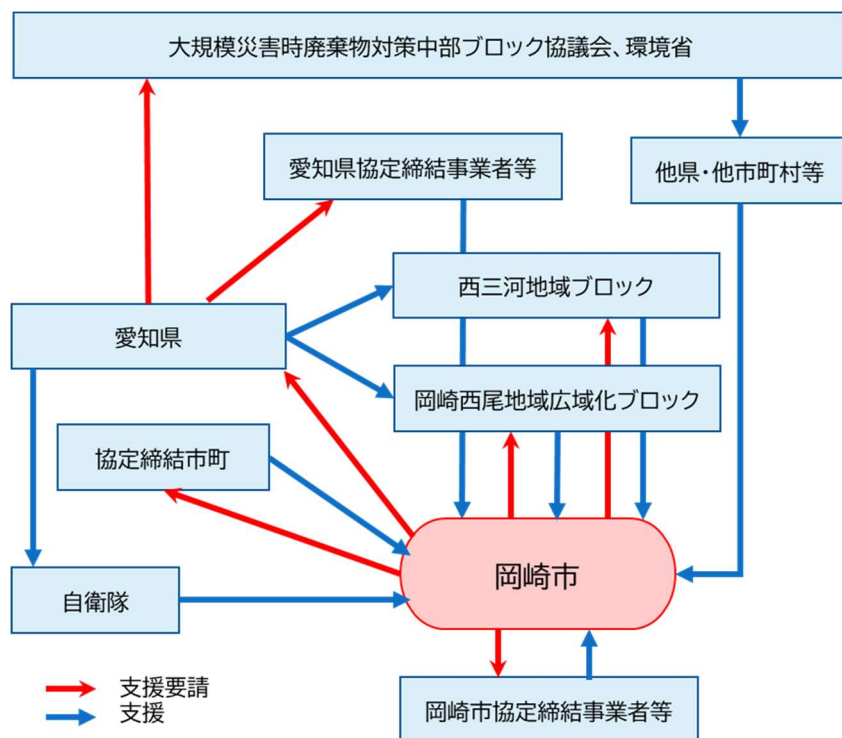 大規模災害時廃棄物対策中部ブロック協議会、環境省
愛知県協定締結事業者等
他県・他市町村等
西三河地域ブロック
愛知県
岡崎西尾地域広域化ブロック
協定締結市町
岡崎市
自衛隊
支援要請
支援
岡崎市協定締結事業者等